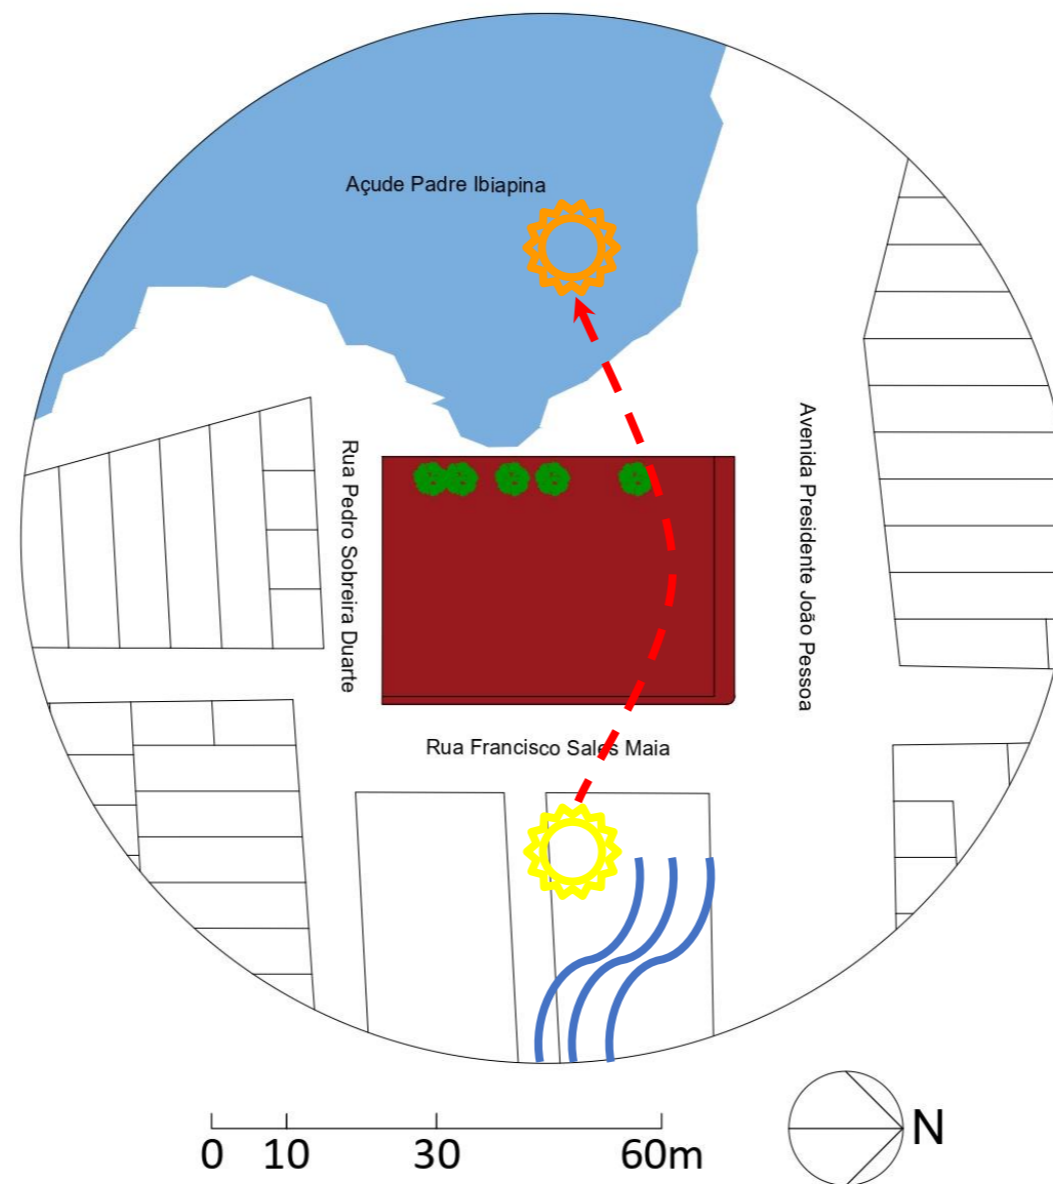 Açude Padre Ibiapina
Rua Pedro Sobreira Duarte
Avenida Presidente João Pessoa
Rua Francisco Sales Maia
0 10 30 60m
N